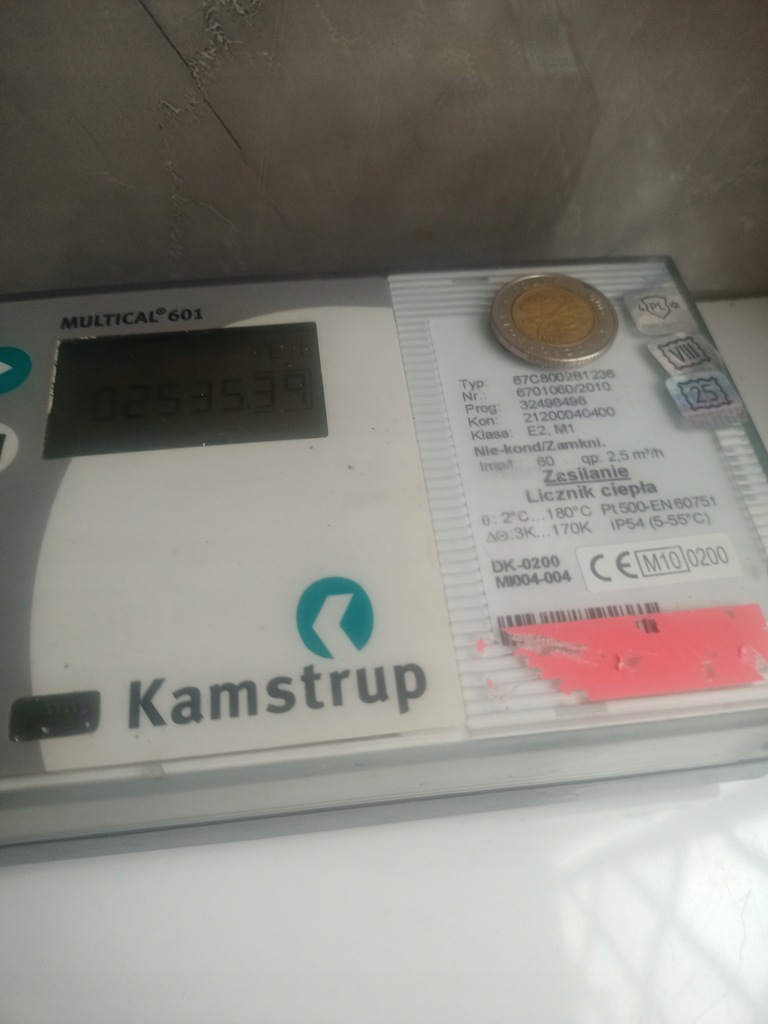 MULTICAL® 601
Typ: 67C800281236
Nr.: 6701060/2010
Prog: 32498498
Kon: 21200040400
Klasa: E2, M1
Nie-kond/Zamkni.
Imp/l: 60 qp: 2,5 m³/h
Zasilanie
Licznik ciepła
θ: 2°C...180°C Pt500-EN60751
ΔΘ:3K...170K IP54 (5-55°C)
DK-0200
MI004-004
CE M10 0200
PL
VIII
25
Kamstrup